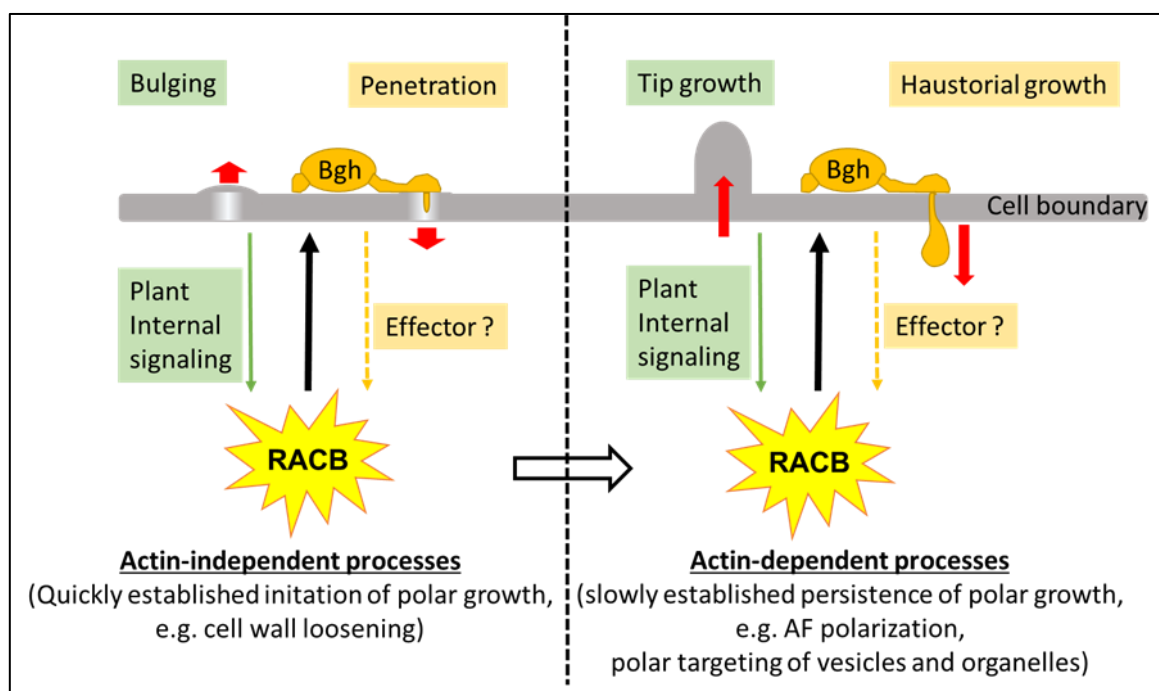 Bulging
Penetration
Bgh
Plant
Internal
signaling
Effector ?
RACB
Actin-independent processes
(Quickly established initation of polar growth,
e.g. cell wall loosening)
Tip growth
Haustorial growth
Bgh
Cell boundary
Plant
Internal
signaling
Effector ?
RACB
Actin-dependent processes
(slowly established persistence of polar growth,
e.g. AF polarization,
polar targeting of vesicles and organelles)